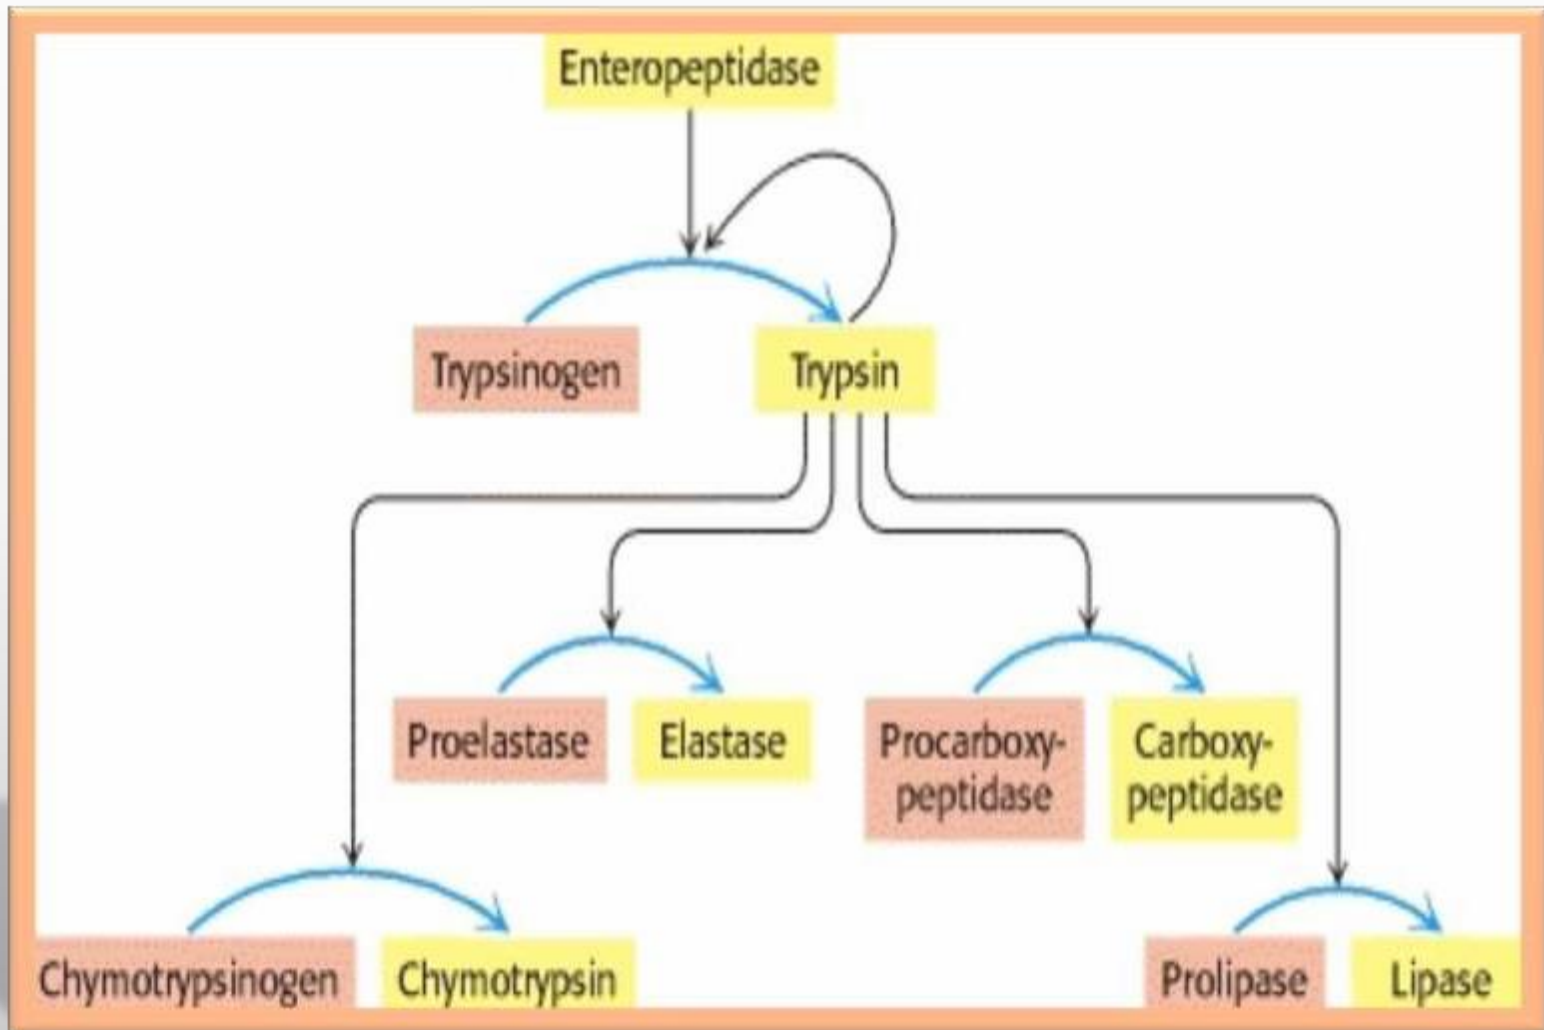 Enteropeptidase
Trypsinogen
Trypsin
Proelastase
Elastase
Procarboxy-
peptidase
Carboxy-
peptidase
Chymotrypsinogen
Chymotrypsin
Prolipase
Lipase